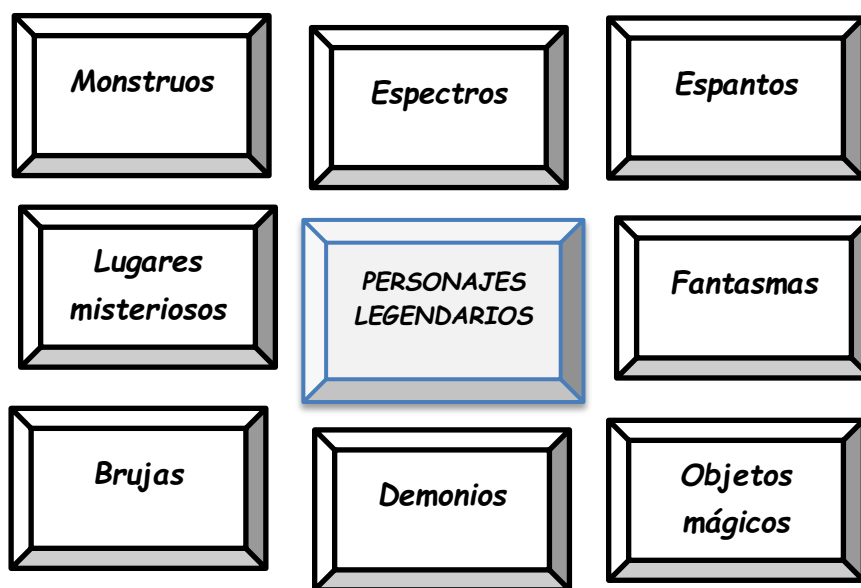 Monstruos
Espectros
Espantos
Lugares
misteriosos
PERSONAJES
LEGENDARIOS
Fantasmas
Brujas
Demonios
Objetos
mágicos